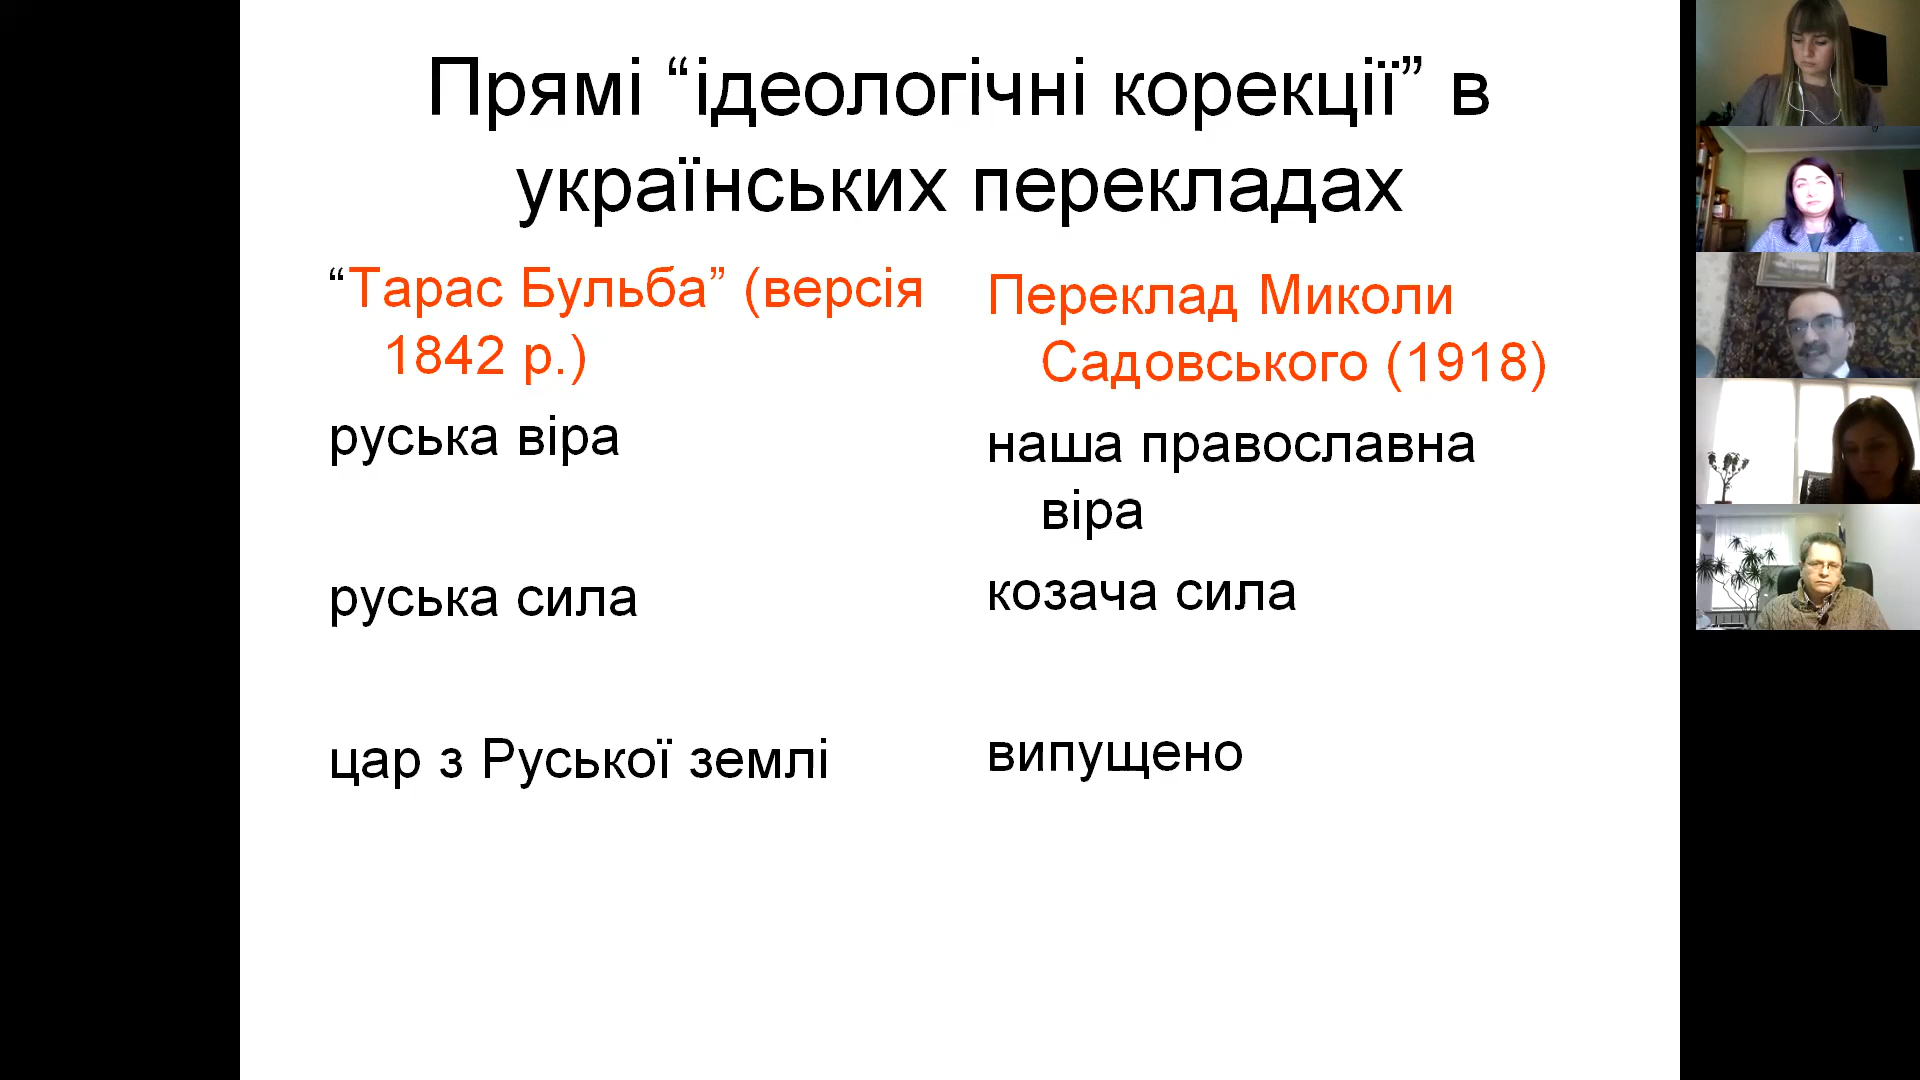 Прямі “ідеологічні корекції” в
українських перекладах
“Тарас Бульба” (версія
1842 р.)
руська віра
руська сила
цар з Руської землі
Переклад Миколи
Садовського (1918)
наша православна
віра
козача сила
випущено